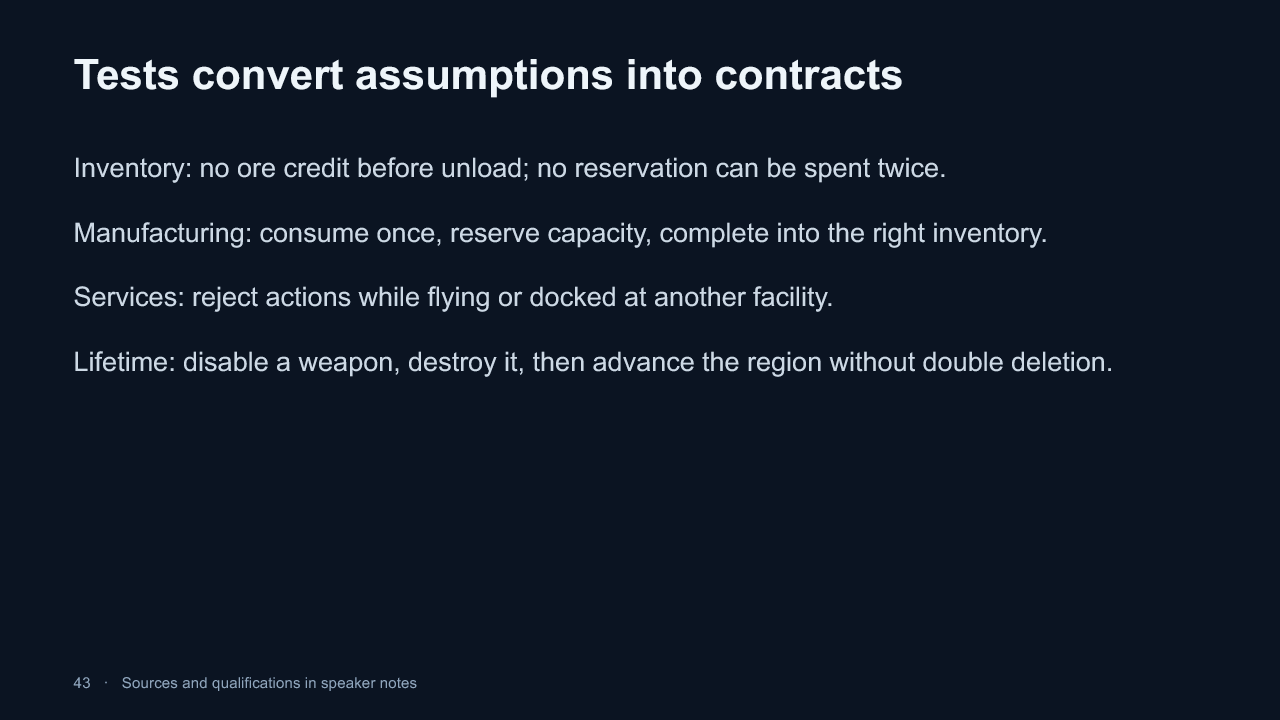 Tests convert assumptions into contracts
Inventory: no ore credit before unload; no reservation can be spent twice.
Manufacturing: consume once, reserve capacity, complete into the right inventory.
Services: reject actions while flying or docked at another facility.
Lifetime: disable a weapon, destroy it, then advance the region without double deletion.
43 · Sources and qualifications in speaker notes